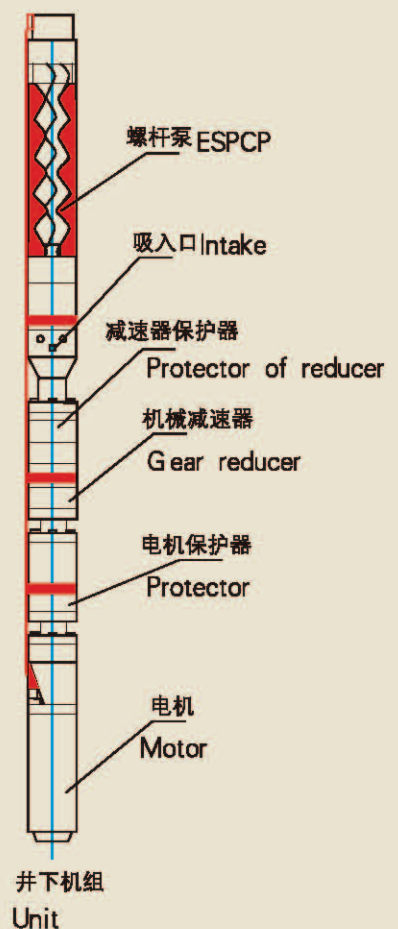 螺杆泵 ESPCP
吸入口 Intake
减速器保护器
Protector of reducer
机械减速器
Gear reducer
电机保护器
Protector
电机
Motor
井下机组
Unit